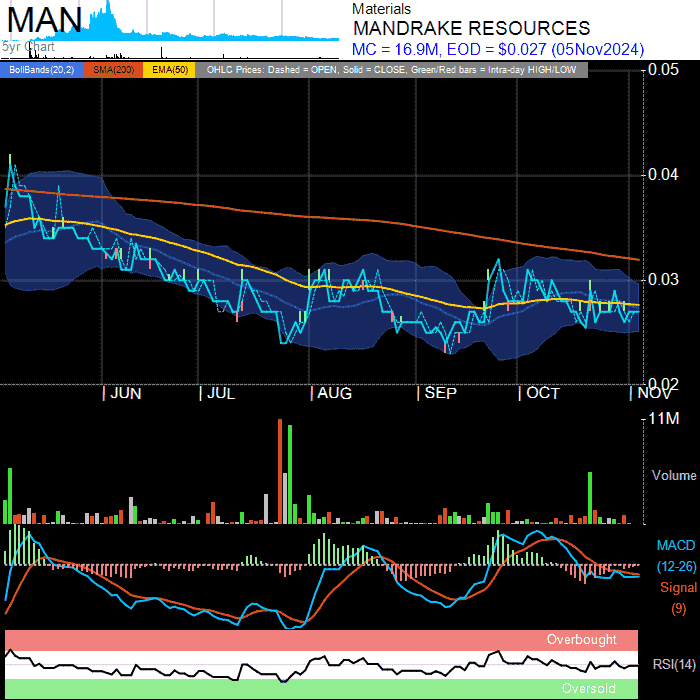 MAN
5yr Chart
Materials
MANDRAKE RESOURCES
MC = 16.9M, EOD = $0.027 (05Nov2024)
BollBands(20,2) SMA(200) EMA(50) OHLC Prices: Dashed = OPEN, Solid = CLOSE, Green/Red bars = Intra-day HIGH/LOW
0.05
0.04
0.03
0.02
JUN JUL AUG SEP OCT NOV
11M
Volume
MACD
(12-26)
Signal
(9)
Overbought
RSI(14)
Oversold